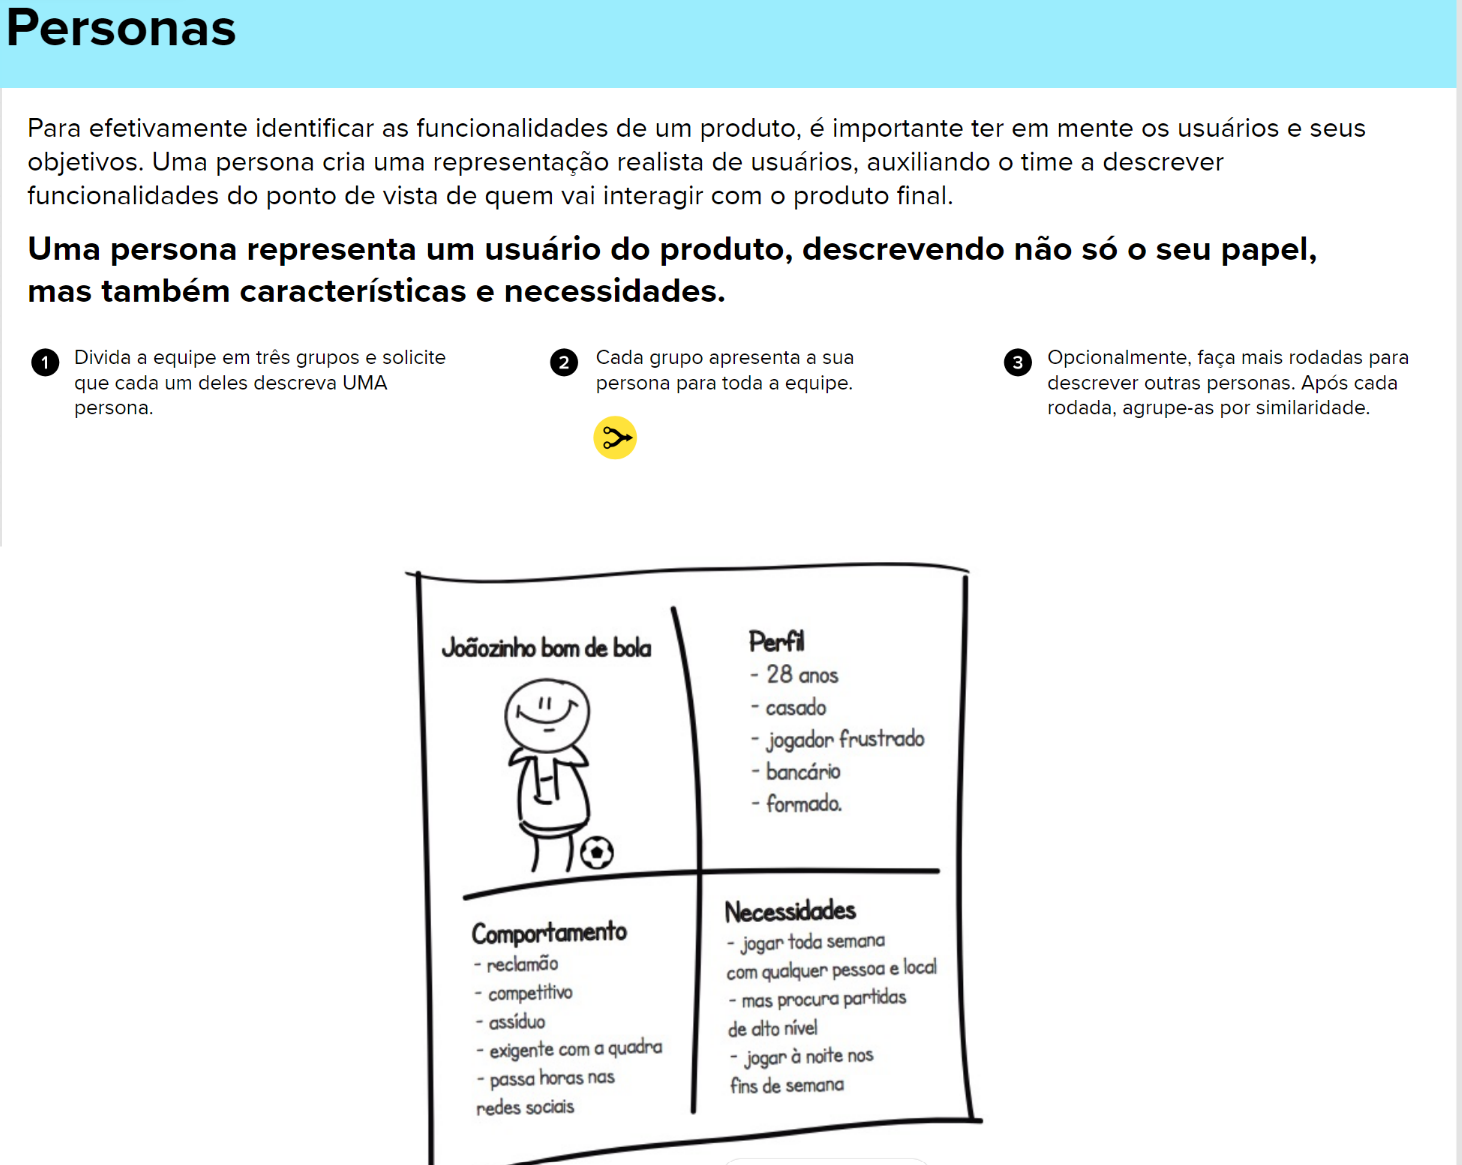 Personas
Para efetivamente identificar as funcionalidades de um produto, é importante ter em mente os usuários e seus
objetivos. Uma persona cria uma representação realista de usuários, auxiliando o time a descrever
funcionalidades do ponto de vista de quem vai interagir com o produto final.
Uma persona representa um usuário do produto, descrevendo não só o seu papel,
mas também características e necessidades.
1
Divida a equipe em três grupos e solicite
que cada um deles descreva UMA
persona.
2
Cada grupo apresenta a sua
persona para toda a equipe.
3
Opcionalmente, faça mais rodadas para
descrever outras personas. Após cada
rodada, agrupe-as por similaridade.
Joãozinho bom de bola
Perfil
- 28 anos
- casado
- jogador frustrado
- bancário
- formado.
Comportamento
- reclamão
- competitivo
- assíduo
- exigente com a quadra
- passa horas nas
redes sociais
Necessidades
- jogar toda semana
com qualquer pessoa e local
- mas procura partidas
de alto nível
- jogar à noite nos
fins de semana